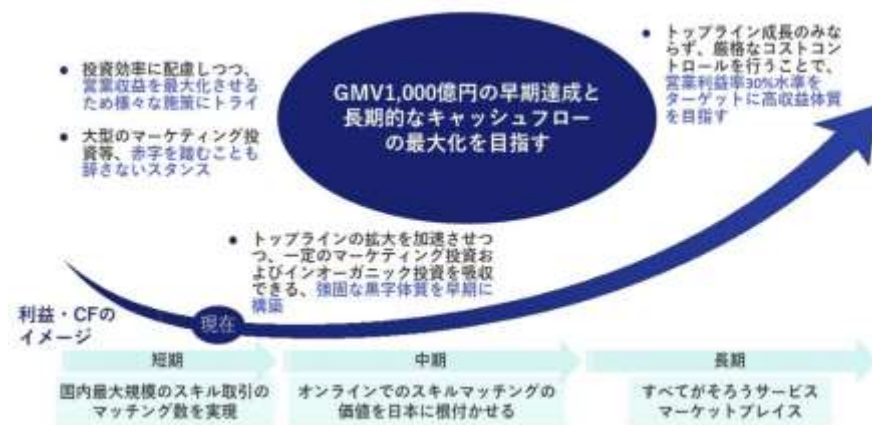 ● 投資効率に配慮しつつ、
営業収益を最大化させる
ため様々な施策にトライ
● 大型のマーケティング投
資等、赤字を踏むことも
辞さないスタンス
GMV1,000億円の早期達成と
長期的なキャッシュフロー
の最大化を目指す
● トップライン成長のみな
らず、厳格なコストコント
ロールを行うことで、
営業利益率30%水準を
ターゲットに高収益体質
を目指す
● トップラインの拡大を加速させつ
つ、一定のマーケティング投資お
よびインオーガニック投資を吸収
できる、強固な黒字体質を早期に
構築
利益・CFの
イメージ
現在
短期
中期
長期
国内最大規模のスキル取引の
マッチング数を実現
オンラインでのスキルマッチングの
価値を日本に根付かせる
すべてがそろうサービス
マーケットプレイス